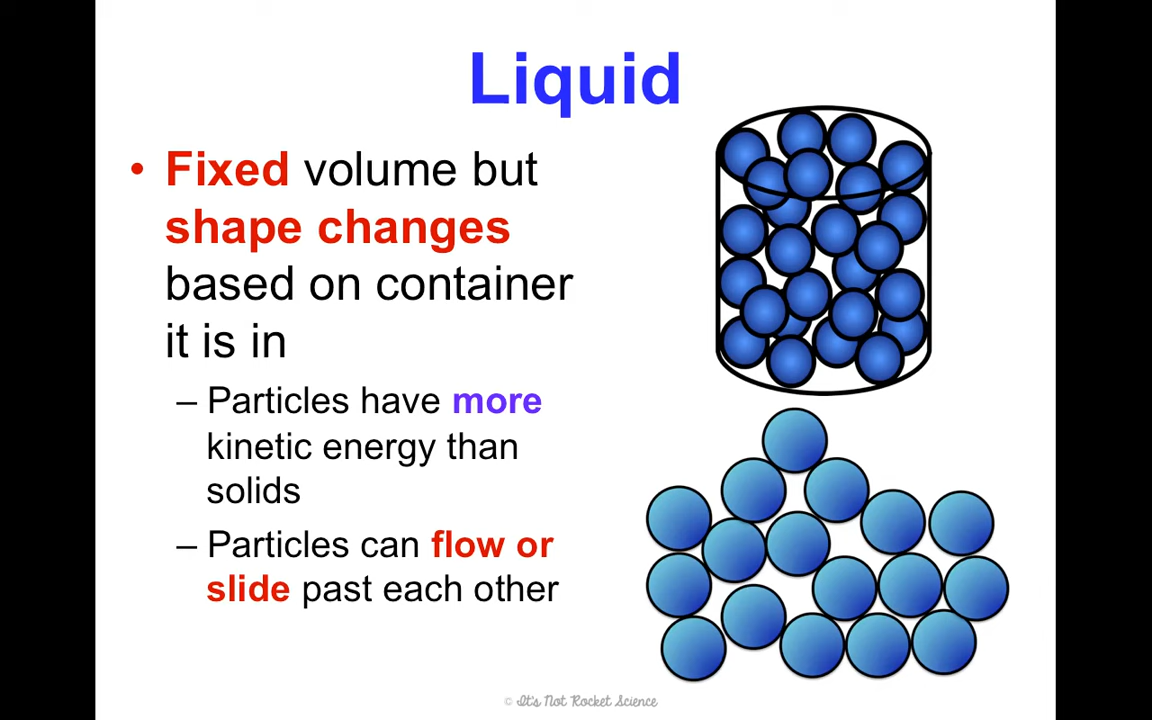 Liquid
• Fixed volume but
shape changes
based on container
it is in
– Particles have more
kinetic energy than
solids
– Particles can flow or
slide past each other
© It's Not Rocket Science